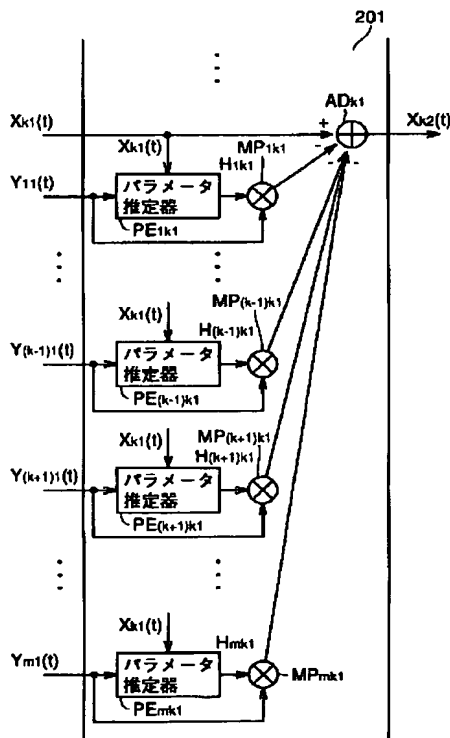 201
ADk1
Xk1(t)
+
Xk2(t)
Xk1(t)
MP1k1
H1k1
-
Y11(t)
パラメータ
推定器
PE1k1
Xk1(t)
MP(k-1)k1
H(k-1)k1
Y(k-1)1(t)
パラメータ
推定器
PE(k-1)k1
Xk1(t)
MP(k+1)k1
H(k+1)k1
Y(k+1)1(t)
パラメータ
推定器
PE(k+1)k1
Xk1(t)
Hmk1
Ym1(t)
パラメータ
推定器
MPmk1
PEmk1